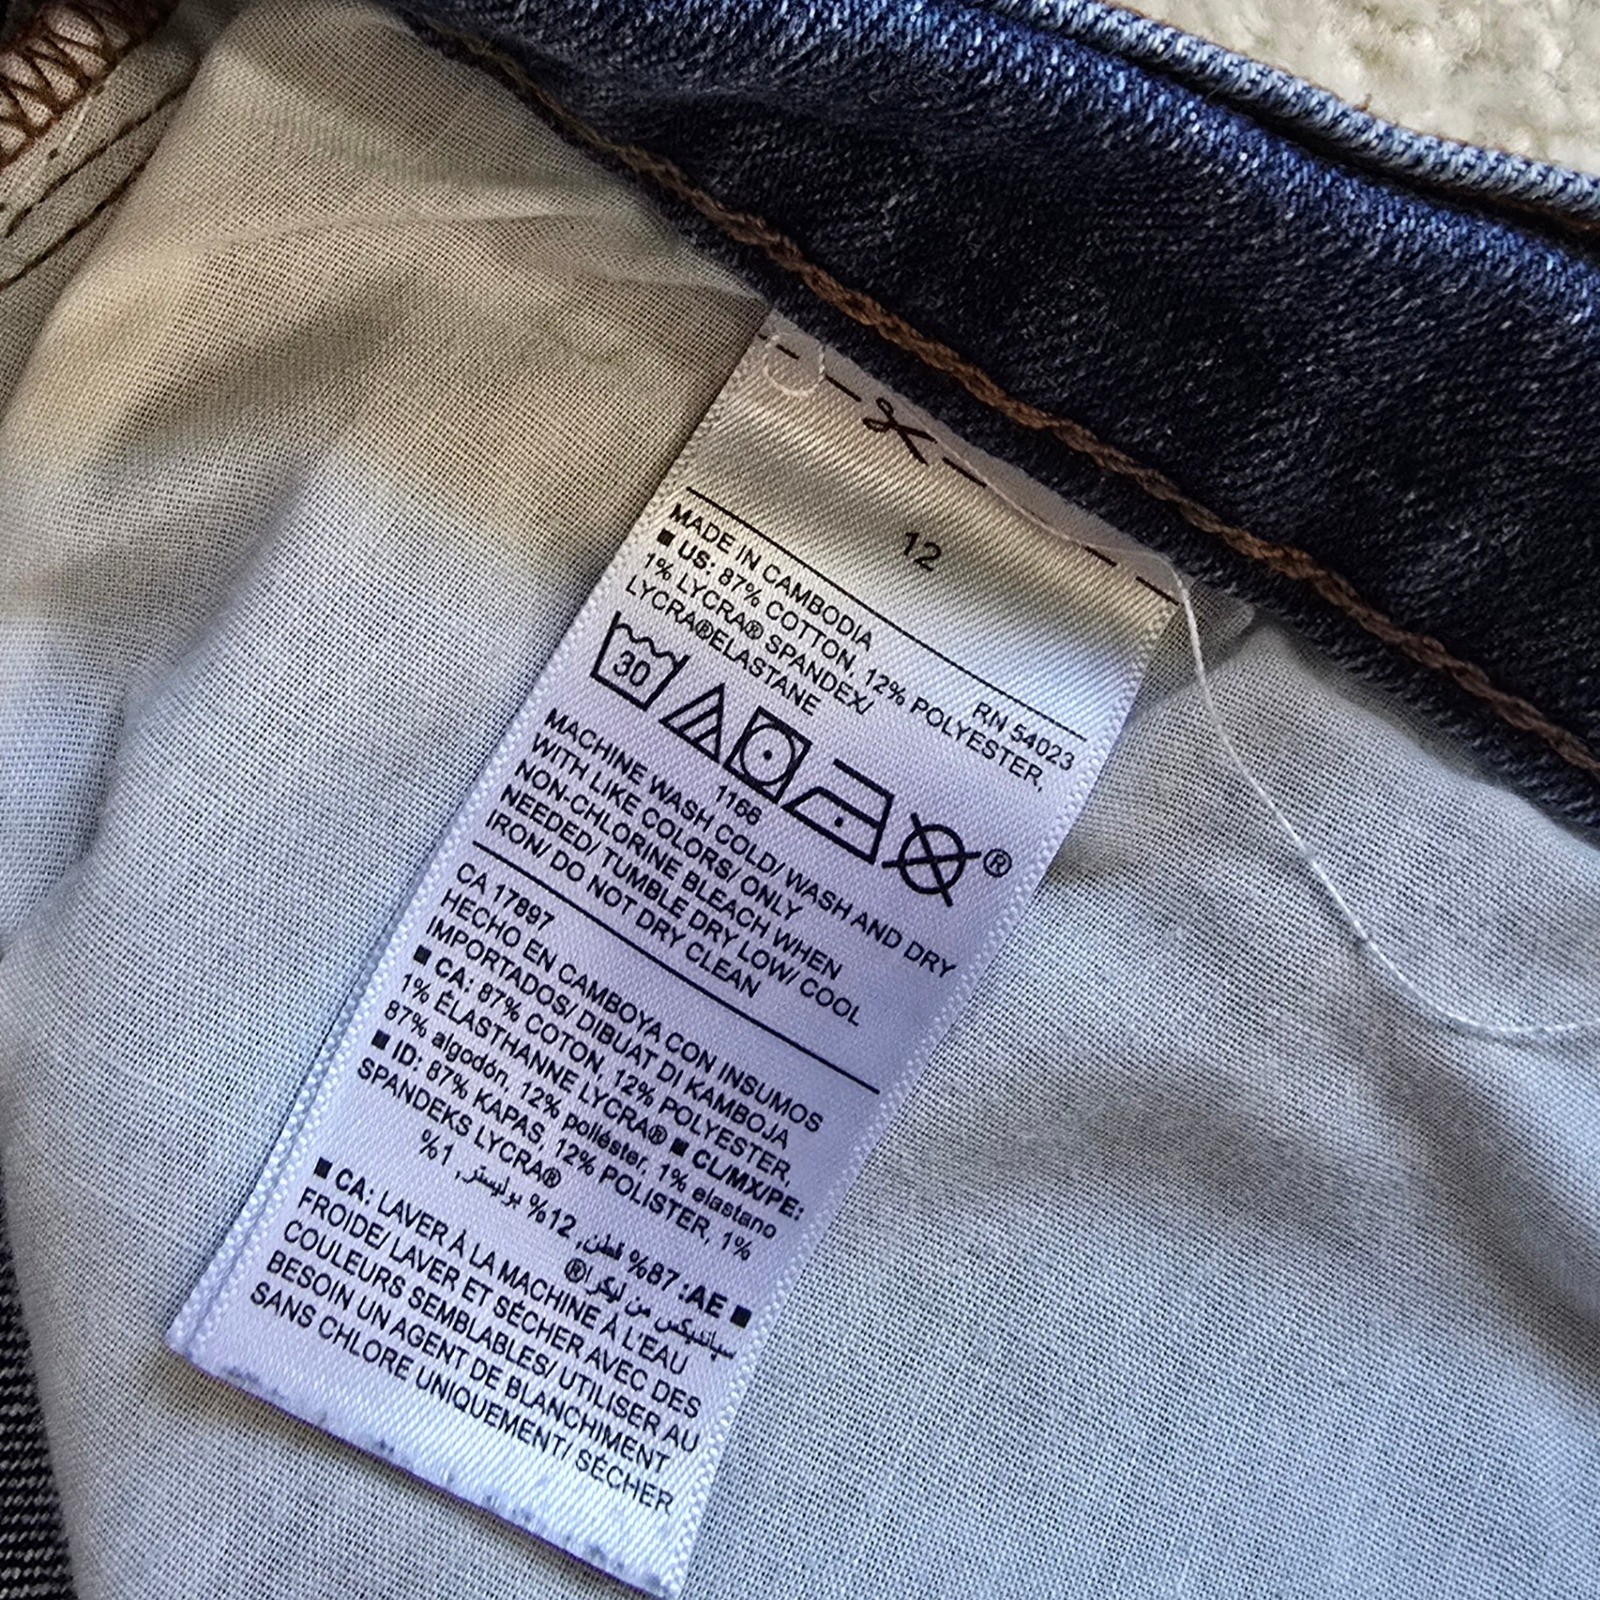 12
MADE IN CAMBODIA
RN 54023
■ US: 87% COTTON, 12% POLYESTER,
1% LYCRA® SPANDEX/
LYCRA®ELASTANE
30
®
1166
MACHINE WASH COLD/ WASH AND DRY
WITH LIKE COLORS/ ONLY
NON-CHLORINE BLEACH WHEN
NEEDED/ TUMBLE DRY LOW/ COOL
IRON/ DO NOT DRY CLEAN
CA 17897
HECHO EN CAMBOYA CON INSUMOS
IMPORTADOS/ DIBUAT DI KAMBOJA
■ CA: 87% COTON, 12% POLYESTER,
1% ÉLASTHANNE LYCRA® ■ CL/MX/PE:
87% algodón, 12% poliéster, 1% elastano
■ ID: 87% KAPAS, 12% POLISTER, 1%
SPANDEKS LYCRA®
■ AE: 87% قطن, 12% بوليستر, 1%
سباندیکس من ليكرا®
■ CA: LAVER À LA MACHINE À L'EAU
FROIDE/ LAVER ET SÉCHER AVEC DES
COULEURS SEMBLABLES/ UTILISER AU
BESOIN UN AGENT DE BLANCHIMENT
SANS CHLORE UNIQUEMENT/ SÉCHER